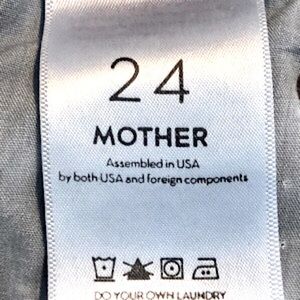 24
MOTHER
Assembled in USA
by both USA and foreign components
DO YOUR OWN LAUNDRY